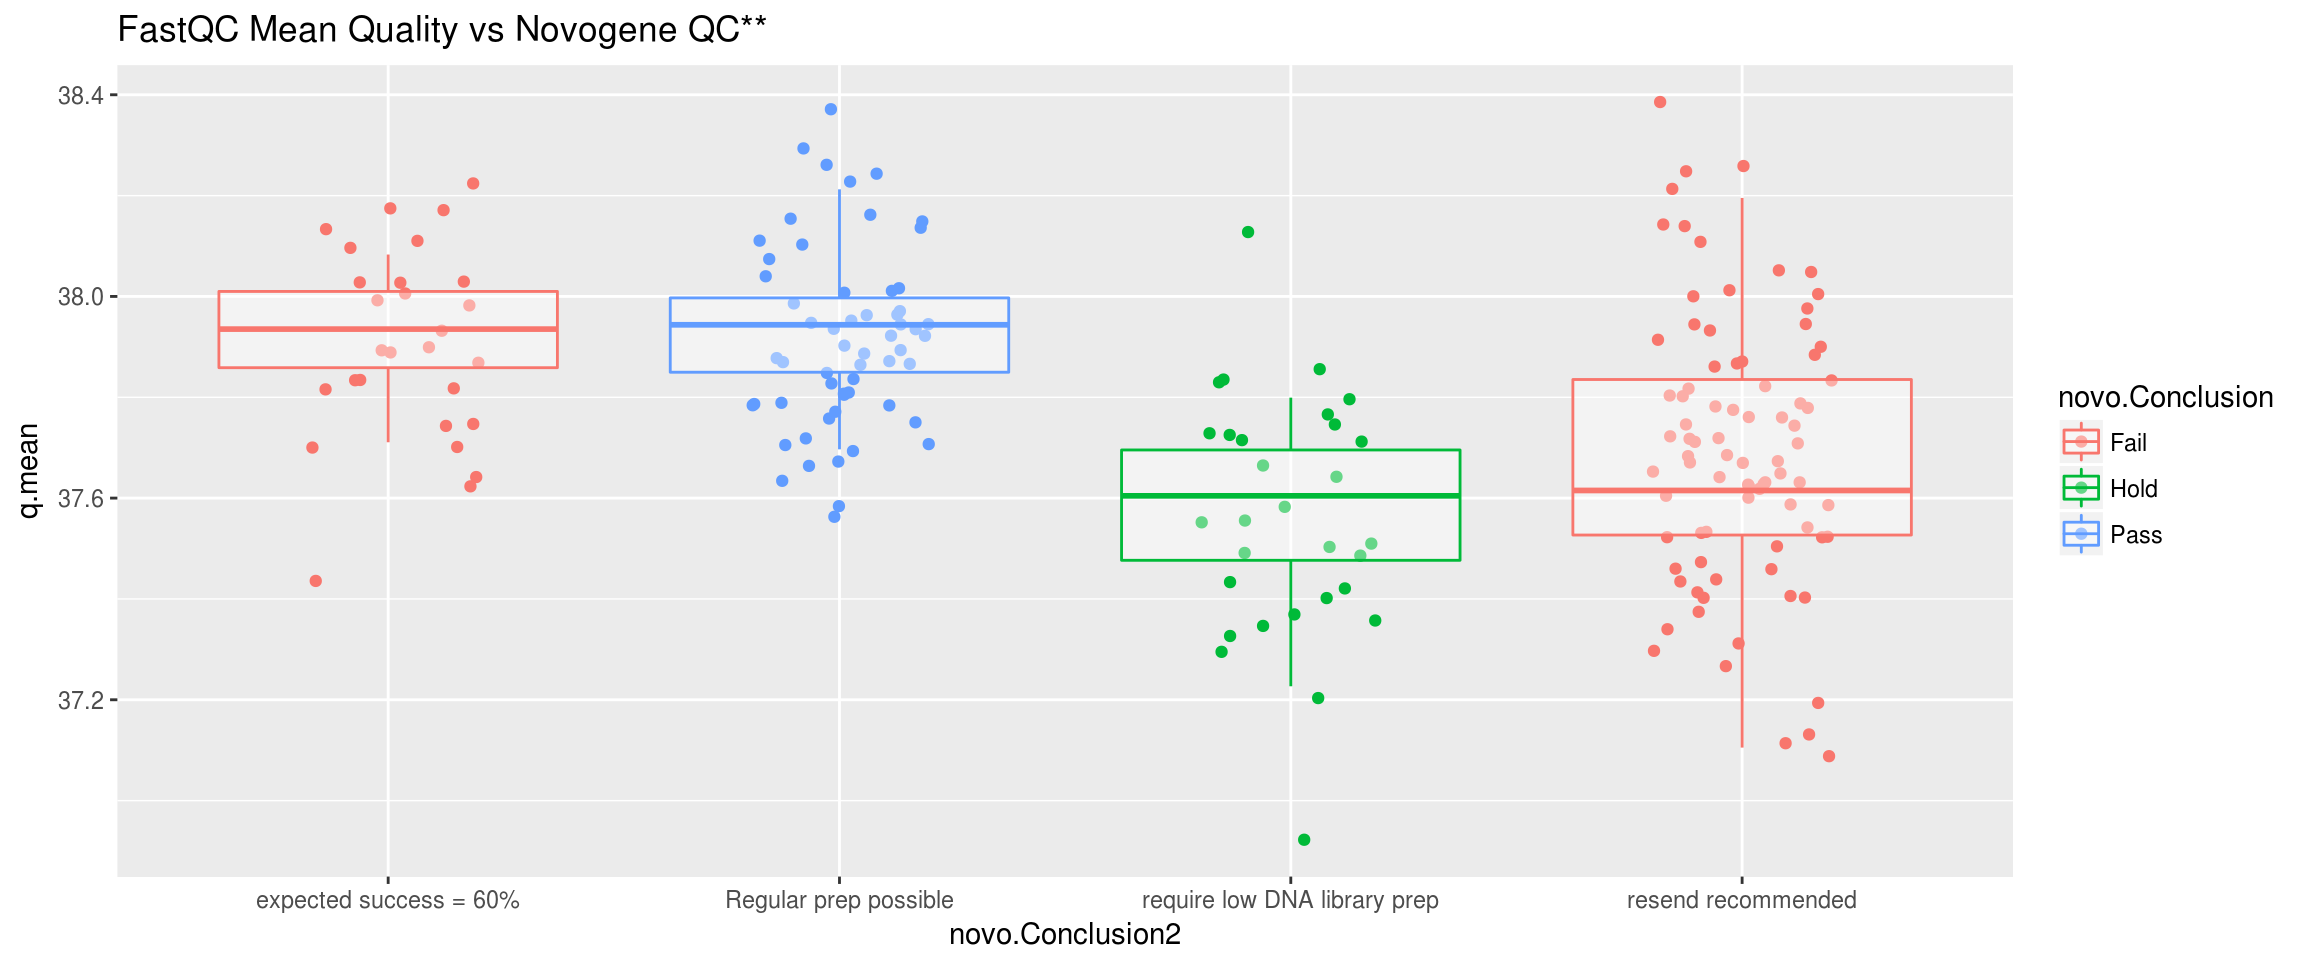 FastQC Mean Quality vs Novogene QC**
38.4
38.0
37.6
37.2
q.mean
expected success = 60%
Regular prep possible
require low DNA library prep
resend recommended
novo.Conclusion2
novo.Conclusion
Fail
Hold
Pass